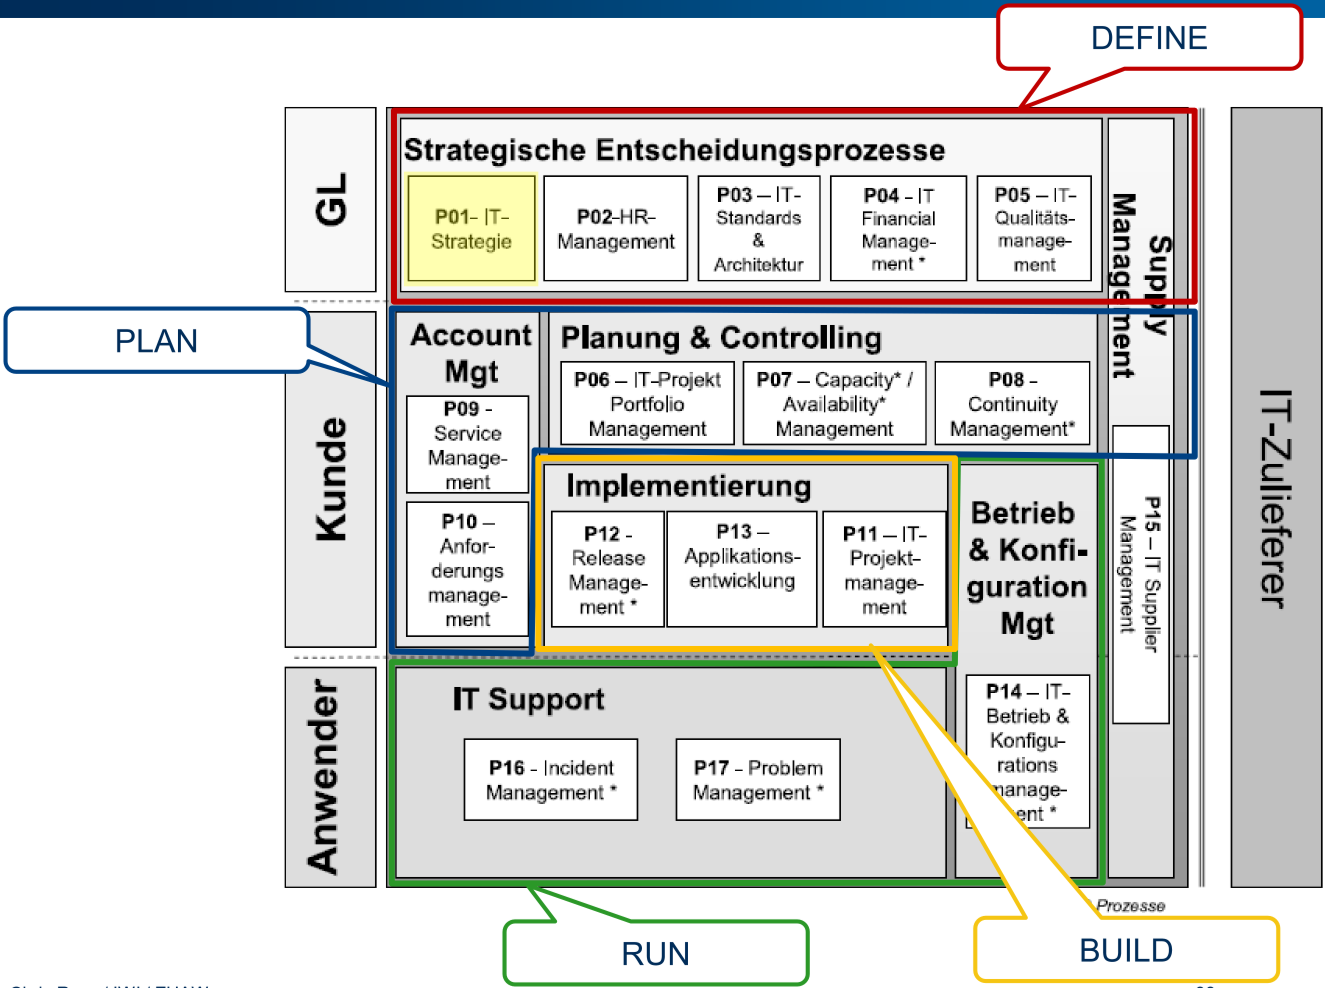 DEFINE
GL
Strategische Entscheidungsprozesse
P01– IT–
Strategie
P02–HR–
Management
P03 – IT–
Standards
&
Architektur
P04 – IT
Financial
Manage–
ment *
P05 – IT–
Qualitäts–
manage–
ment
Supply
Management
PLAN
Kunde
Account
Mgt
P09 –
Service
Manage–
ment
P10 –
Anfor–
derungs
manage–
ment
Planung & Controlling
P06 – IT–Projekt
Portfolio
Management
P07 – Capacity* /
Availability*
Management
P08 –
Continuity
Management*
Implementierung
P12 –
Release
Manage–
ment *
P13 –
Applikations–
entwicklung
P11 – IT–
Projekt–
manage–
ment
Betrieb
& Konfi-
guration
Mgt
P14 – IT–
Betrieb &
Konfigu–
rations
manage–
ment *
P15 – IT Supplier
Management
IT-Zulieferer
Anwender
IT Support
P16 – Incident
Management *
P17 – Problem
Management *
Prozesse
RUN
BUILD